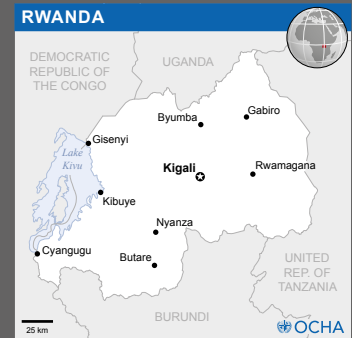 RWANDA
DEMOCRATIC
REPUBLIC OF
THE CONGO
UGANDA
Gabiro
Byumba
Gisenyi
Lake
Kivu
Kigali
Rwamagana
Kibuye
Nyanza
Cyangugu
Butare
UNITED
REP. OF
TANZANIA
BURUNDI
25 km
OCHA